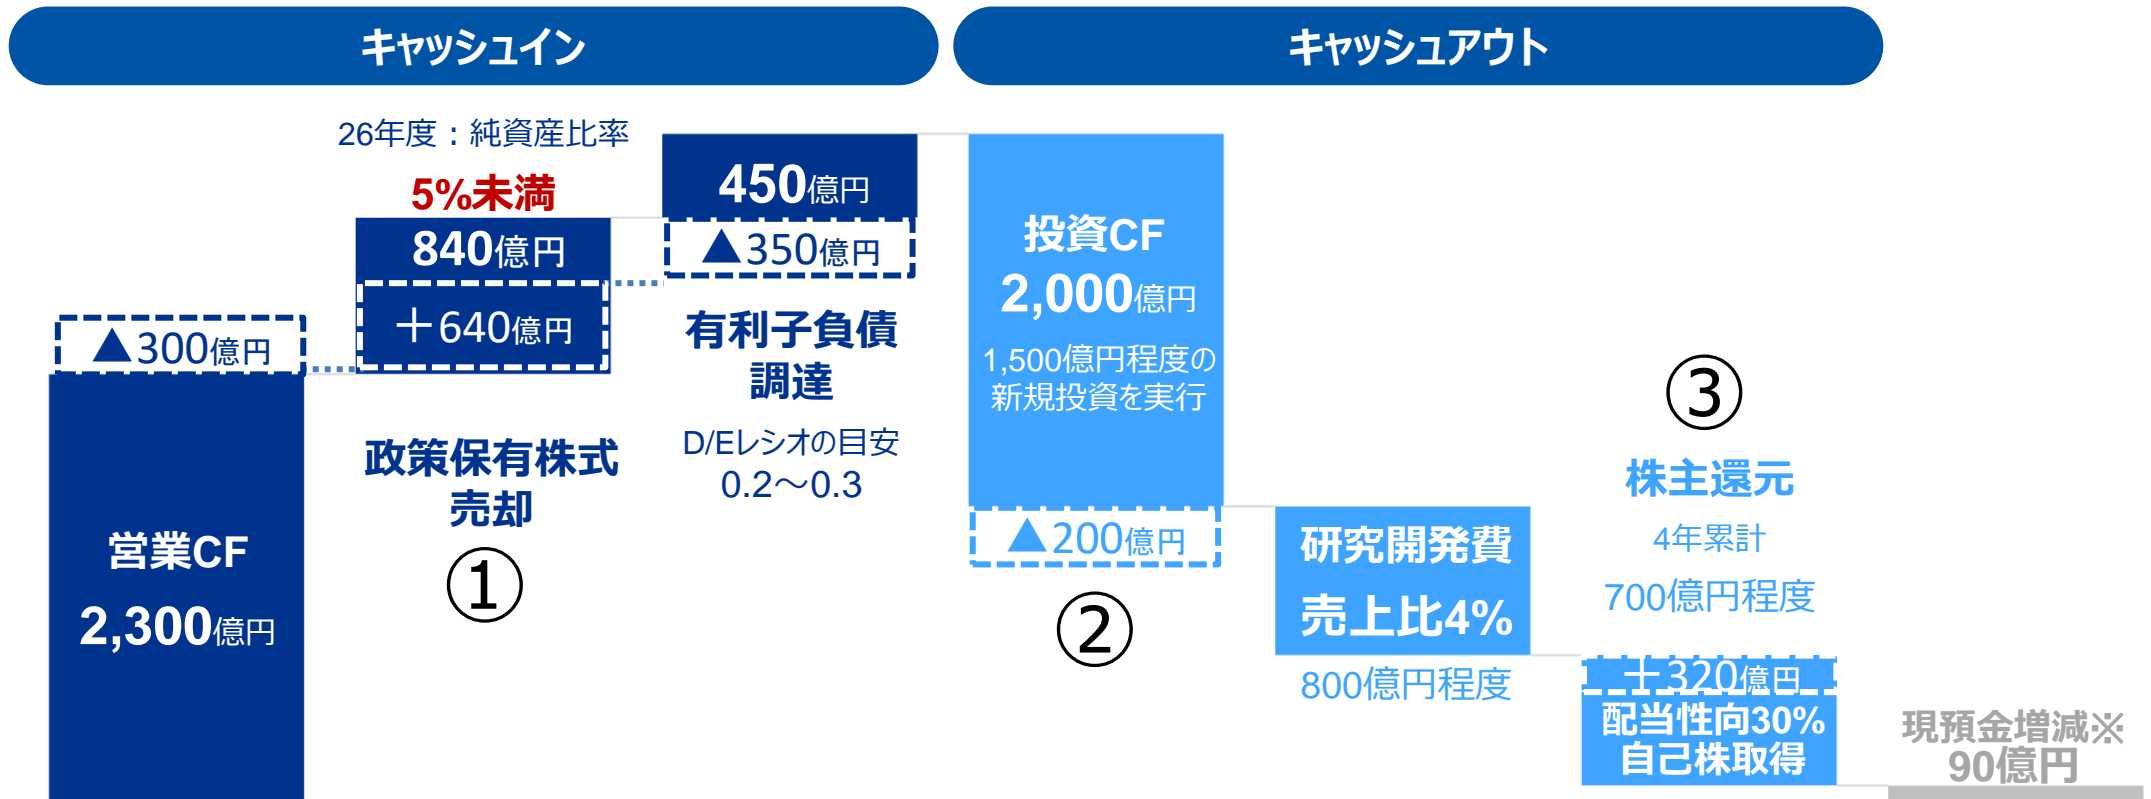 キャッシュイン
キャッシュアウト
26年度：純資産比率
5%未満
840億円
＋640億円
▲300億円
営業CF
2,300億円
政策保有株式
売却
①
450億円
▲350億円
有利子負債
調達
D/Eレシオの目安
0.2～0.3
投資CF
2,000億円
1,500億円程度の
新規投資を実行
▲200億円
②
研究開発費
売上比4%
800億円程度
③
株主還元
4年累計
700億円程度
＋320億円
配当性向30%
自己株取得
現預金増減※
90億円